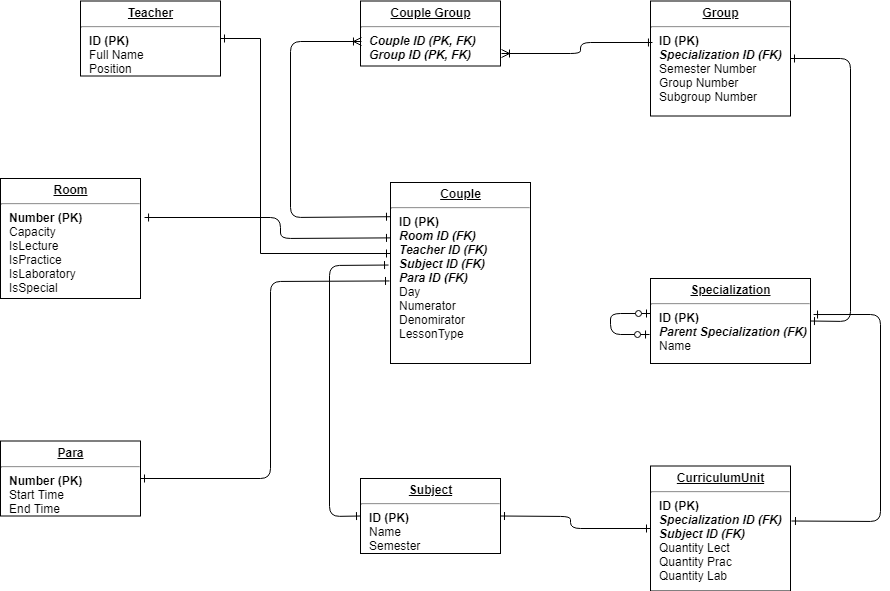 Teacher
ID (PK)
Full Name
Position
Couple Group
Couple ID (PK, FK)
Group ID (PK, FK)
Group
ID (PK)
Specialization ID (FK)
Semester Number
Group Number
Subgroup Number
Room
Number (PK)
Capacity
IsLecture
IsPractice
IsLaboratory
IsSpecial
Couple
ID (PK)
Room ID (FK)
Teacher ID (FK)
Subject ID (FK)
Para ID (FK)
Day
Numerator
Denomirator
LessonType
Specialization
ID (PK)
Parent Specialization (FK)
Name
Para
Number (PK)
Start Time
End Time
Subject
ID (PK)
Name
Semester
CurriculumUnit
ID (PK)
Specialization ID (FK)
Subject ID (FK)
Quantity Lect
Quantity Prac
Quantity Lab